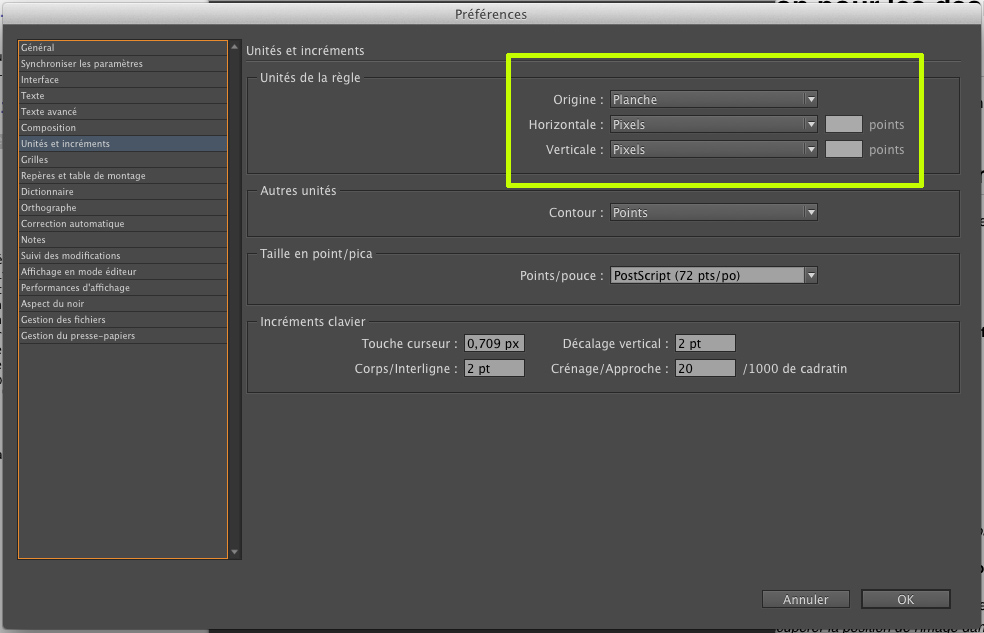 Préférences
Général
Synchroniser les paramètres
Interface
Texte
Texte avancé
Composition
Unités et incréments
Grilles
Repères et table de montage
Dictionnaire
Orthographe
Correction automatique
Notes
Suivi des modifications
Affichage en mode éditeur
Performances d'affichage
Aspect du noir
Gestion des fichiers
Gestion du presse-papiers
Unités et incréments
Unités de la règle
Origine : Planche
Horizontale : Pixels points
Verticale : Pixels points
Autres unités
Contour : Points
Taille en point/pica
Points/pouce : PostScript (72 pts/po)
Incréments clavier
Touche curseur : 0,709 px Décalage vertical : 2 pt
Corps/Interligne : 2 pt Crénage/Approche : 20 /1000 de cadratin
Annuler OK